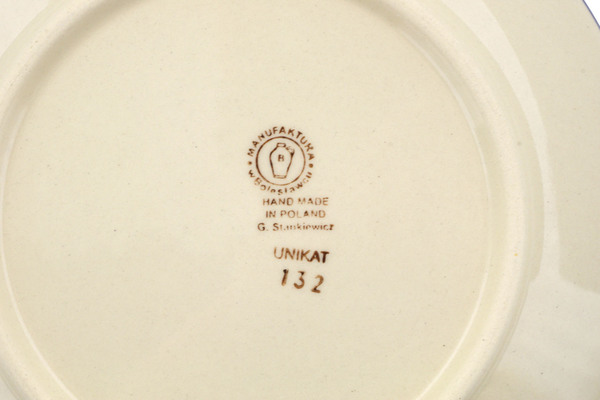 MANUFAKTURA
w Bolesławcu
B
HAND MADE
IN POLAND
G. Stankiewicz
UNIKAT
132